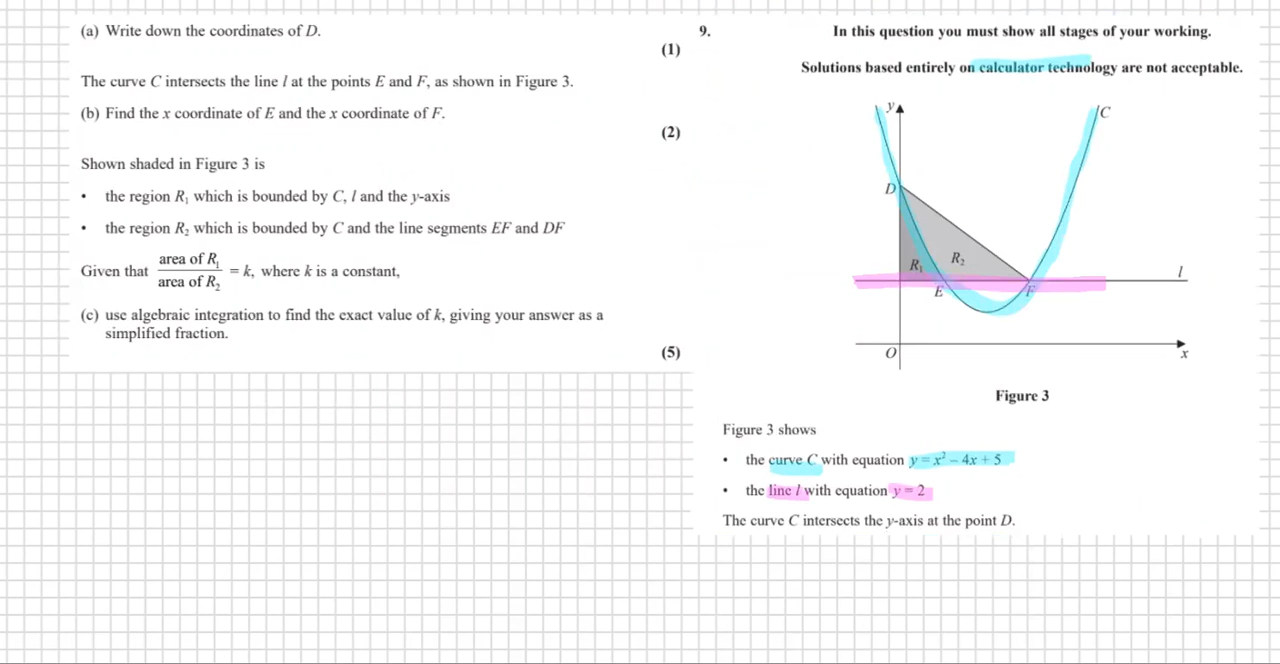 (a) Write down the coordinates of D.
(1)
The curve C intersects the line l at the points E and F, as shown in Figure 3.
(b) Find the x coordinate of E and the x coordinate of F.
(2)
Shown shaded in Figure 3 is
• the region R₁ which is bounded by C, l and the y-axis
• the region R₂ which is bounded by C and the line segments EF and DF
Given that area of R₁ / area of R₂ = k, where k is a constant,
(c) use algebraic integration to find the exact value of k, giving your answer as a
simplified fraction.
(5)
9. In this question you must show all stages of your working.
Solutions based entirely on calculator technology are not acceptable.
y
C
D
R₁
R₂
l
E
F
O
x
Figure 3
Figure 3 shows
• the curve C with equation y = x² – 4x + 5
• the line l with equation y = 2
The curve C intersects the y-axis at the point D.